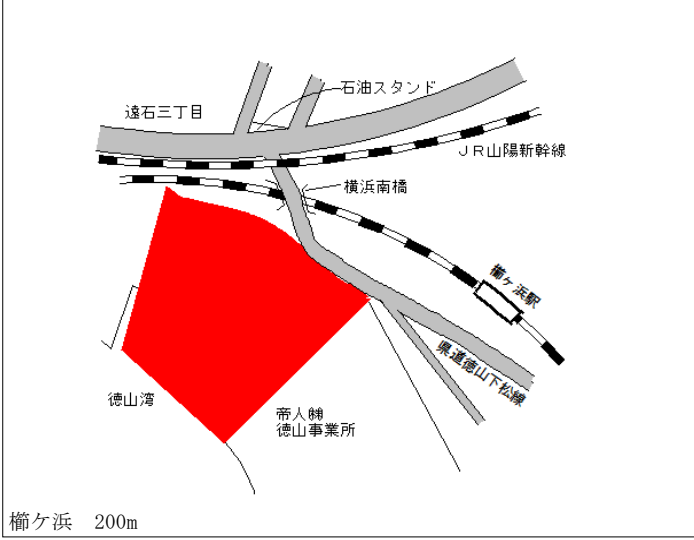 石油スタンド
遠石三丁目
JR山陽新幹線
横浜南橋
櫛ヶ浜駅
県道徳山下松線
徳山湾
帝人㈱
徳山事業所
櫛ケ浜　200m